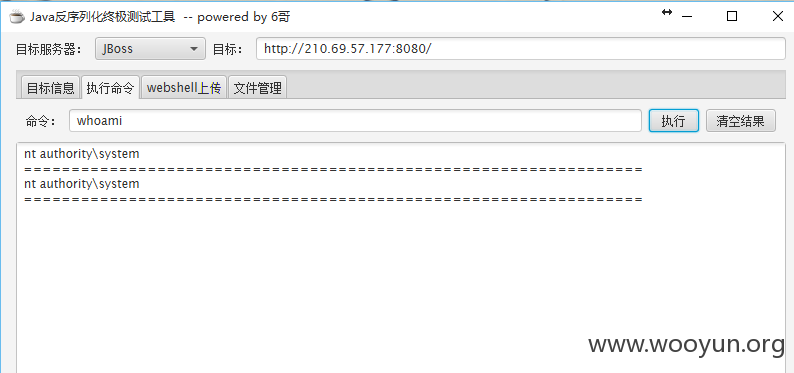 Java反序列化终极测试工具 -- powered by 6哥
目标服务器： JBoss 目标： http://210.69.57.177:8080/
目标信息 执行命令 webshell上传 文件管理
命令： whoami 执行 清空结果
nt authority\system
=================================================================
nt authority\system
=================================================================
www.wooyun.org